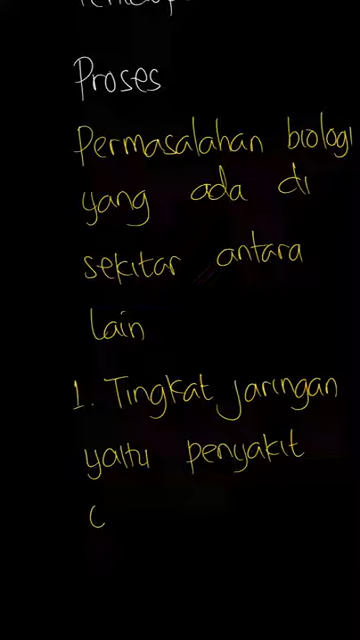 Proses
Permasalahan biologi
yang ada di
sekitar antara
lain
1. Tingkat jaringan
yaitu penyakit